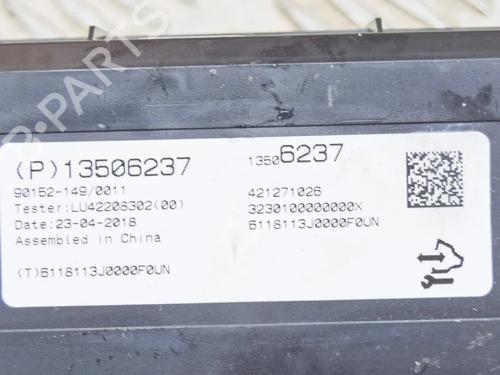 B-PARTS
(P)13506237
13506237
90152-149/0011
421271026
Tester:LU42208302(00)
3230100000000X
Date:23-04-2018
6118113J0000F0UN
Assembled in China
(T)6118113J0000F0UN